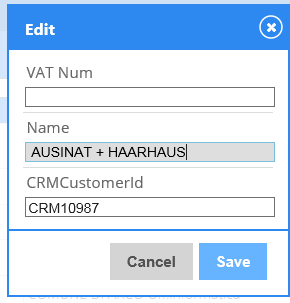 Edit
VAT Num
Name
AUSINAT + HAARHAUS
CRMCustomerId
CRM10987
Cancel
Save